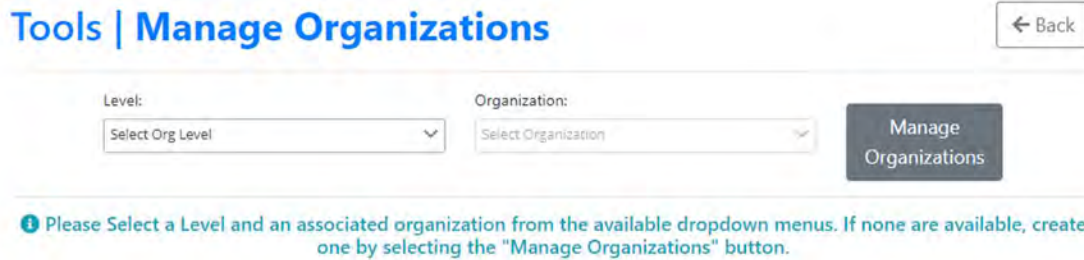 Tools | Manage Organizations
← Back
Level:
Organization:
Select Org Level
Select Organization
Manage
Organizations
Please Select a Level and an associated organization from the available dropdown menus. If none are available, create
one by selecting the "Manage Organizations" button.